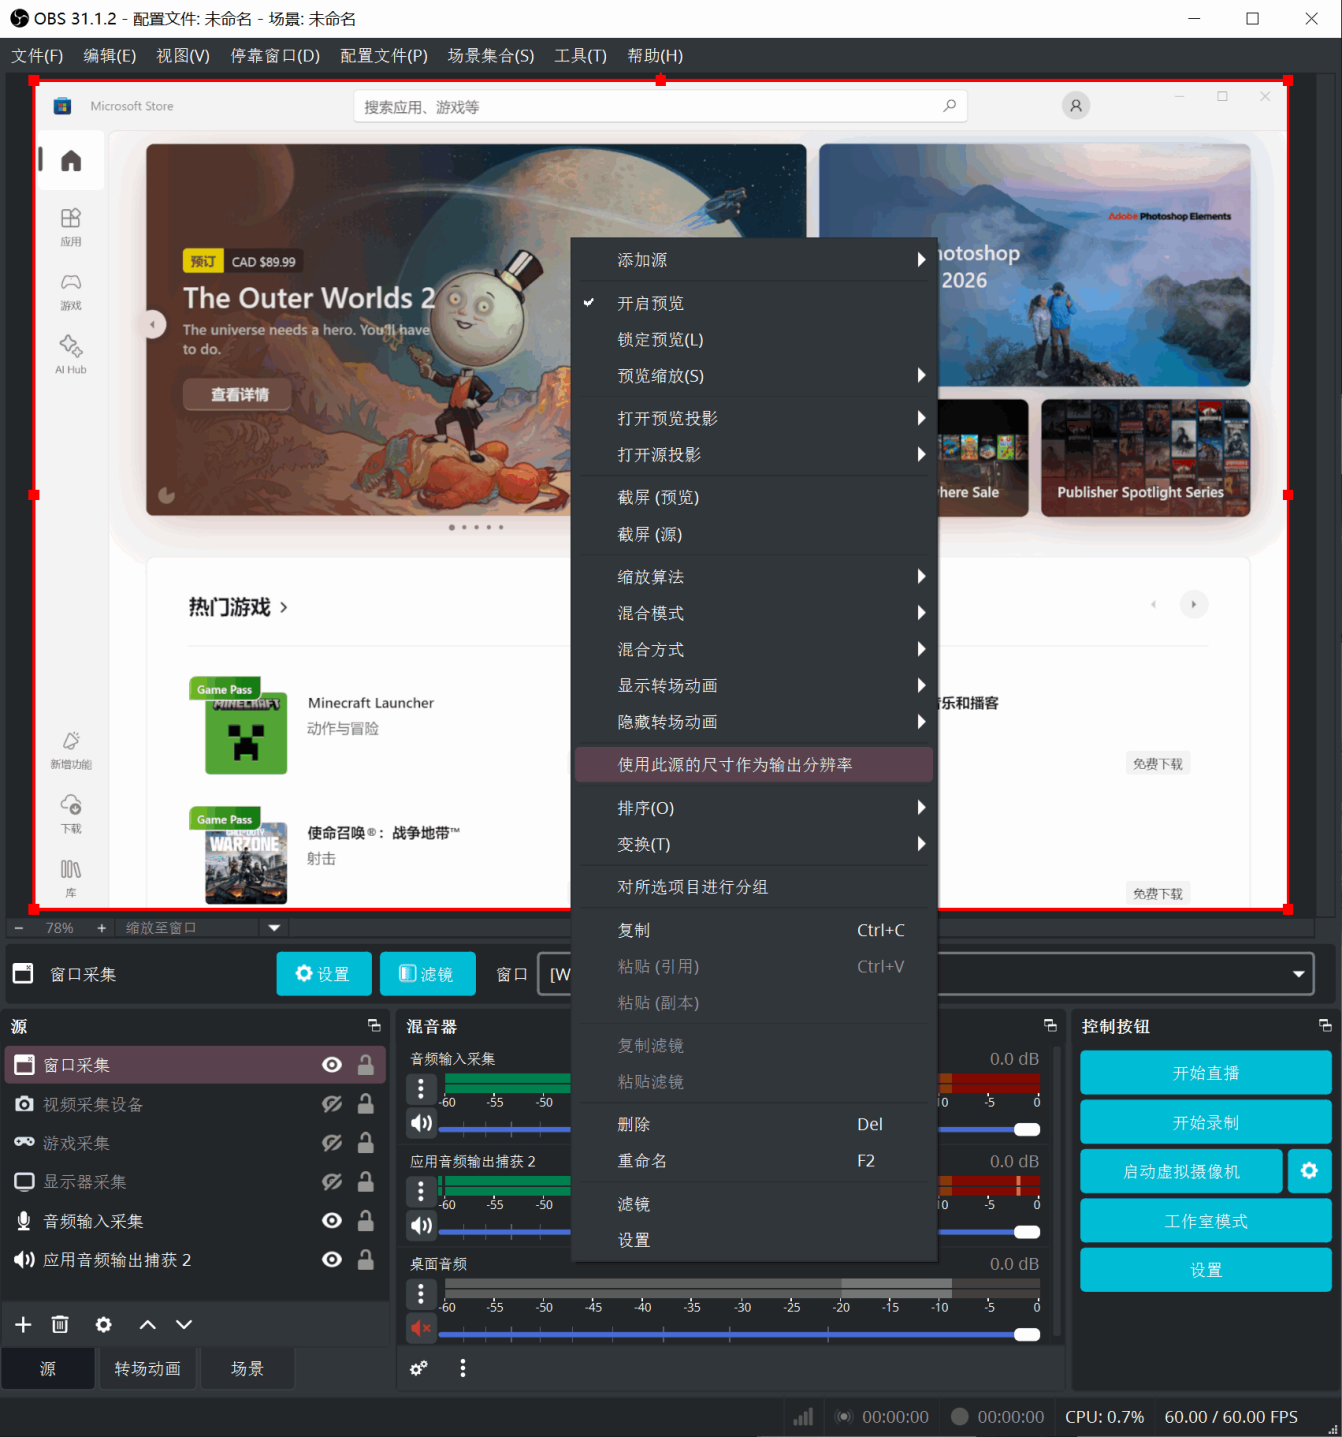 OBS 31.1.2 - 配置文件: 未命名 - 场景: 未命名
文件(F) 编辑(E) 视图(V) 停靠窗口(D) 配置文件(P) 场景集合(S) 工具(T) 帮助(H)
Microsoft Store
搜索应用、游戏等
应用
游戏
AI Hub
新增功能
下载
库
预订 CAD $89.99
The Outer Worlds 2
The universe needs a hero. You'll have
to do.
查看详情
Adobe Photoshop Elements
otoshop
2026
here Sale
Publisher Spotlight Series
热门游戏
Game Pass
MINECRAFT
Minecraft Launcher
动作与冒险
Game Pass
CALL OF DUTY
WARZONE
使命召唤®：战争地带™
射击
乐和播客
免费下载
免费下载
添加源
开启预览
锁定预览(L)
预览缩放(S)
打开预览投影
打开源投影
截屏 (预览)
截屏 (源)
缩放算法
混合模式
混合方式
显示转场动画
隐藏转场动画
使用此源的尺寸作为输出分辨率
排序(O)
变换(T)
对所选项目进行分组
复制 Ctrl+C
粘贴 (引用) Ctrl+V
粘贴 (副本)
复制滤镜
粘贴滤镜
删除 Del
重命名 F2
滤镜
设置
- 78% + 缩放至窗口
窗口采集 设置 滤镜 窗口 [W
源
窗口采集
视频采集设备
游戏采集
显示器采集
音频输入采集
应用音频输出捕获 2
源 转场动画 场景
混音器
音频输入采集 0.0 dB
-60 -55 -50 10 -5 0
应用音频输出捕获 2 0.0 dB
-60 -55 -50 10 -5 0
桌面音频 0.0 dB
-60 -55 -50 -45 -40 -35 -30 -25 -20 -15 -10 -5 0
控制按钮
开始直播
开始录制
启动虚拟摄像机
工作室模式
设置
00:00:00 00:00:00 CPU: 0.7% 60.00 / 60.00 FPS